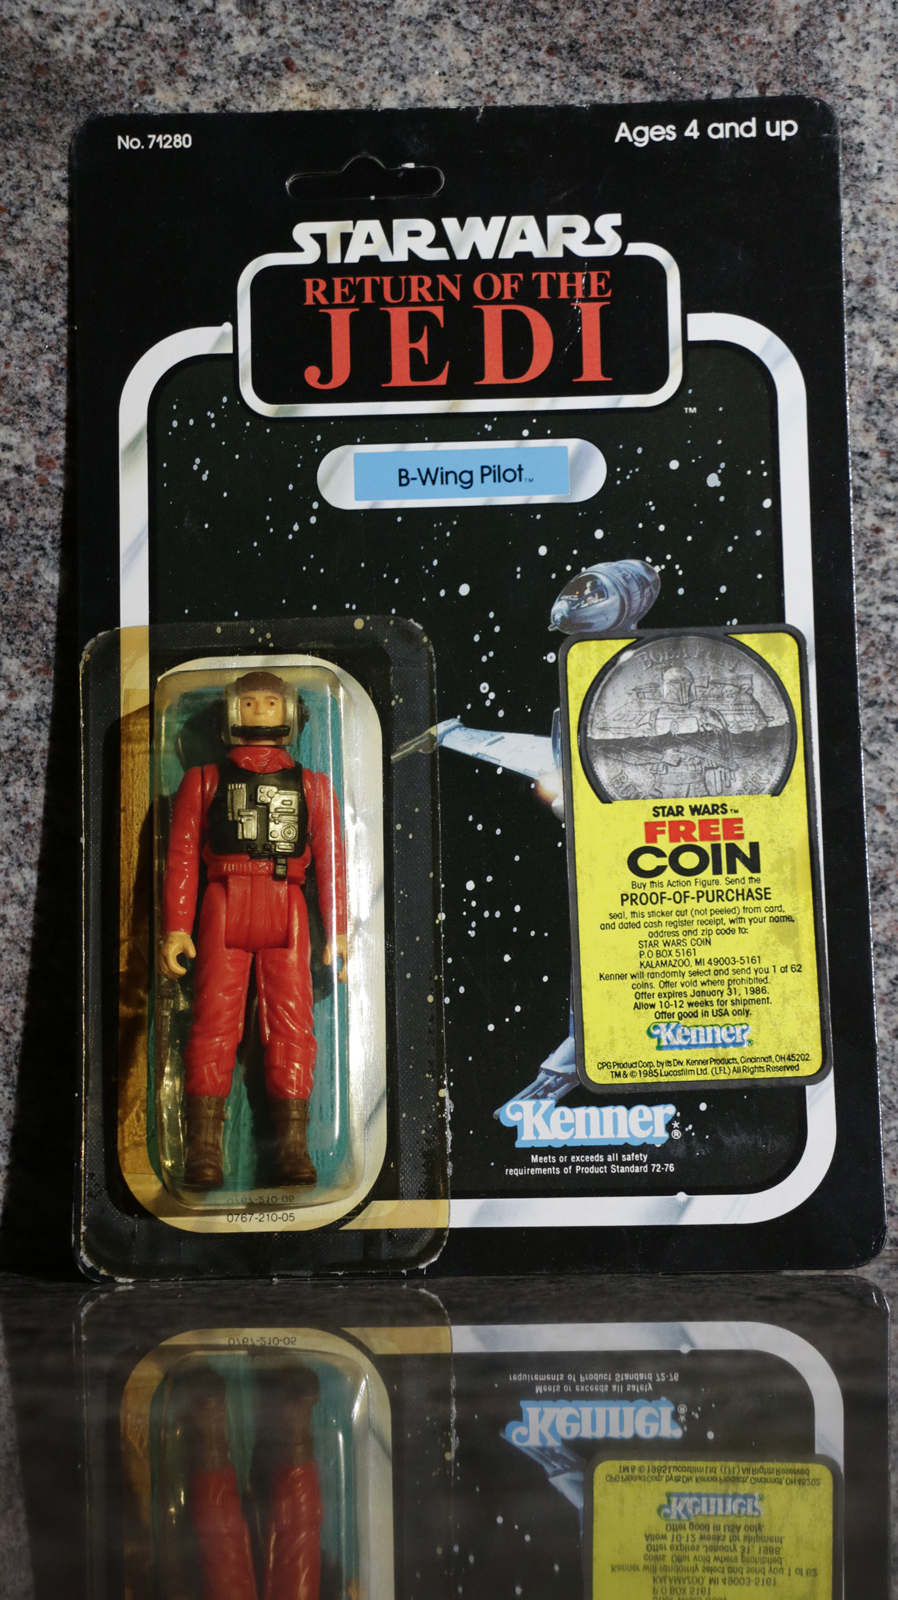 No. 71280
Ages 4 and up
STAR WARS
RETURN OF THE
JEDI
TM
B-Wing Pilot TM
BOBA FETT
STAR WARS TM
FREE
COIN
Buy this Action Figure. Send the
PROOF-OF-PURCHASE
seal, this sticker cut (not peeled) from card,
and dated cash register receipt, with your name,
address and zip code to:
STAR WARS COIN
P.O BOX 5161
KALAMAZOO, MI 49003-5161
Kenner will randomly select and send you 1 of 62
coins. Offer void where prohibited.
Offer expires January 31, 1986.
Allow 10-12 weeks for shipment.
Offer good in USA only.
Kenner®
CPG Product Corp. by its Div. Kenner Products, Cincinnati, OH 45202.
TM & © 1985 Lucasfilm Ltd. (LFL) All Rights Reserved
Kenner®
Meets or exceeds all safety
requirements of Product Standard 72-76
0767-210-05